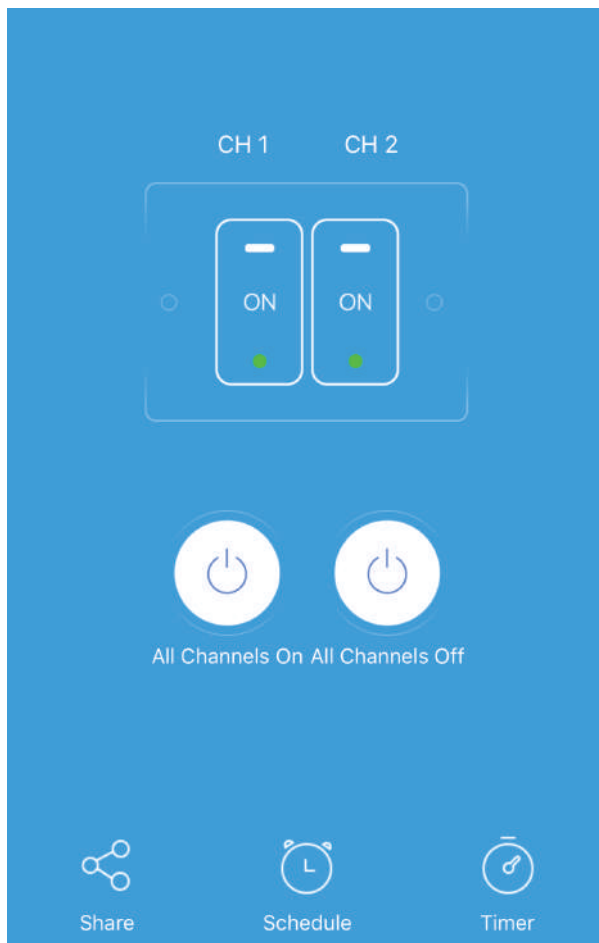 CH 1 CH 2
ON ON
All Channels On All Channels Off
Share Schedule Timer